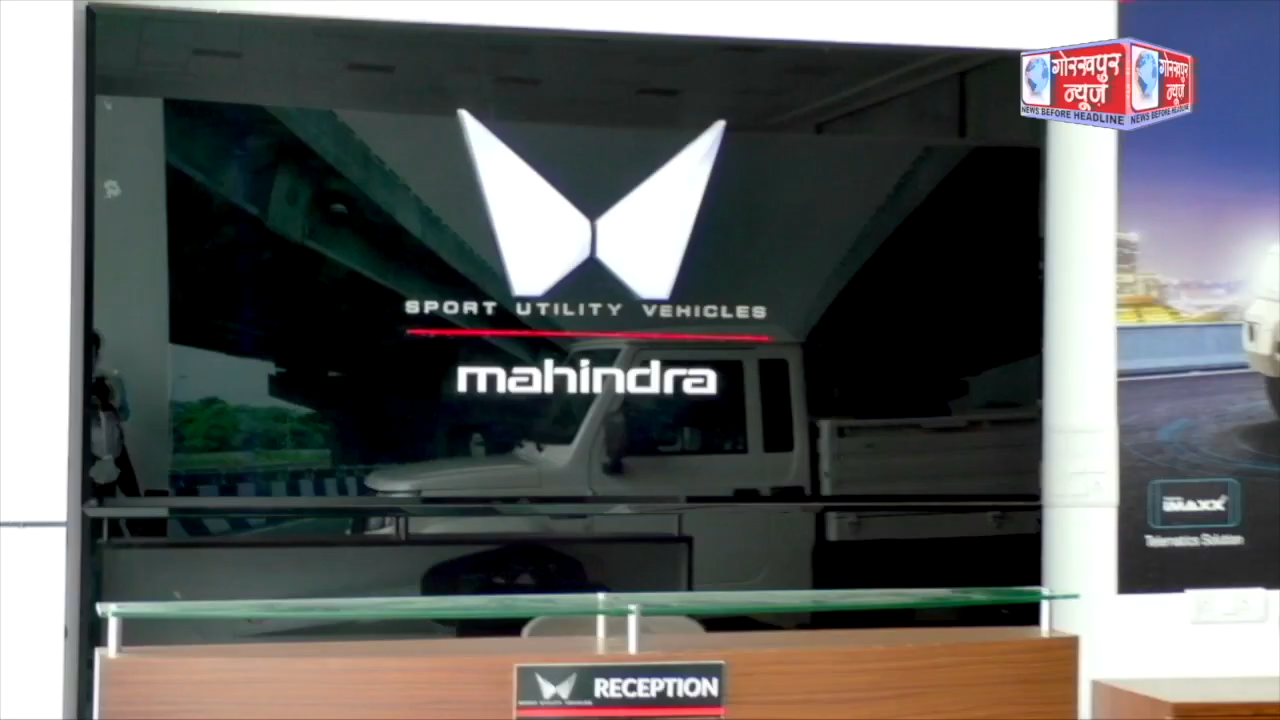 गोरखपुर
न्यूज़
NEWS BEFORE HEADLINE
गोरखपुर
न्यूज़
NEWS BEFORE HEADLINE
SPORT UTILITY VEHICLES
mahindra
iMAXX
Telematics Solution
RECEPTION